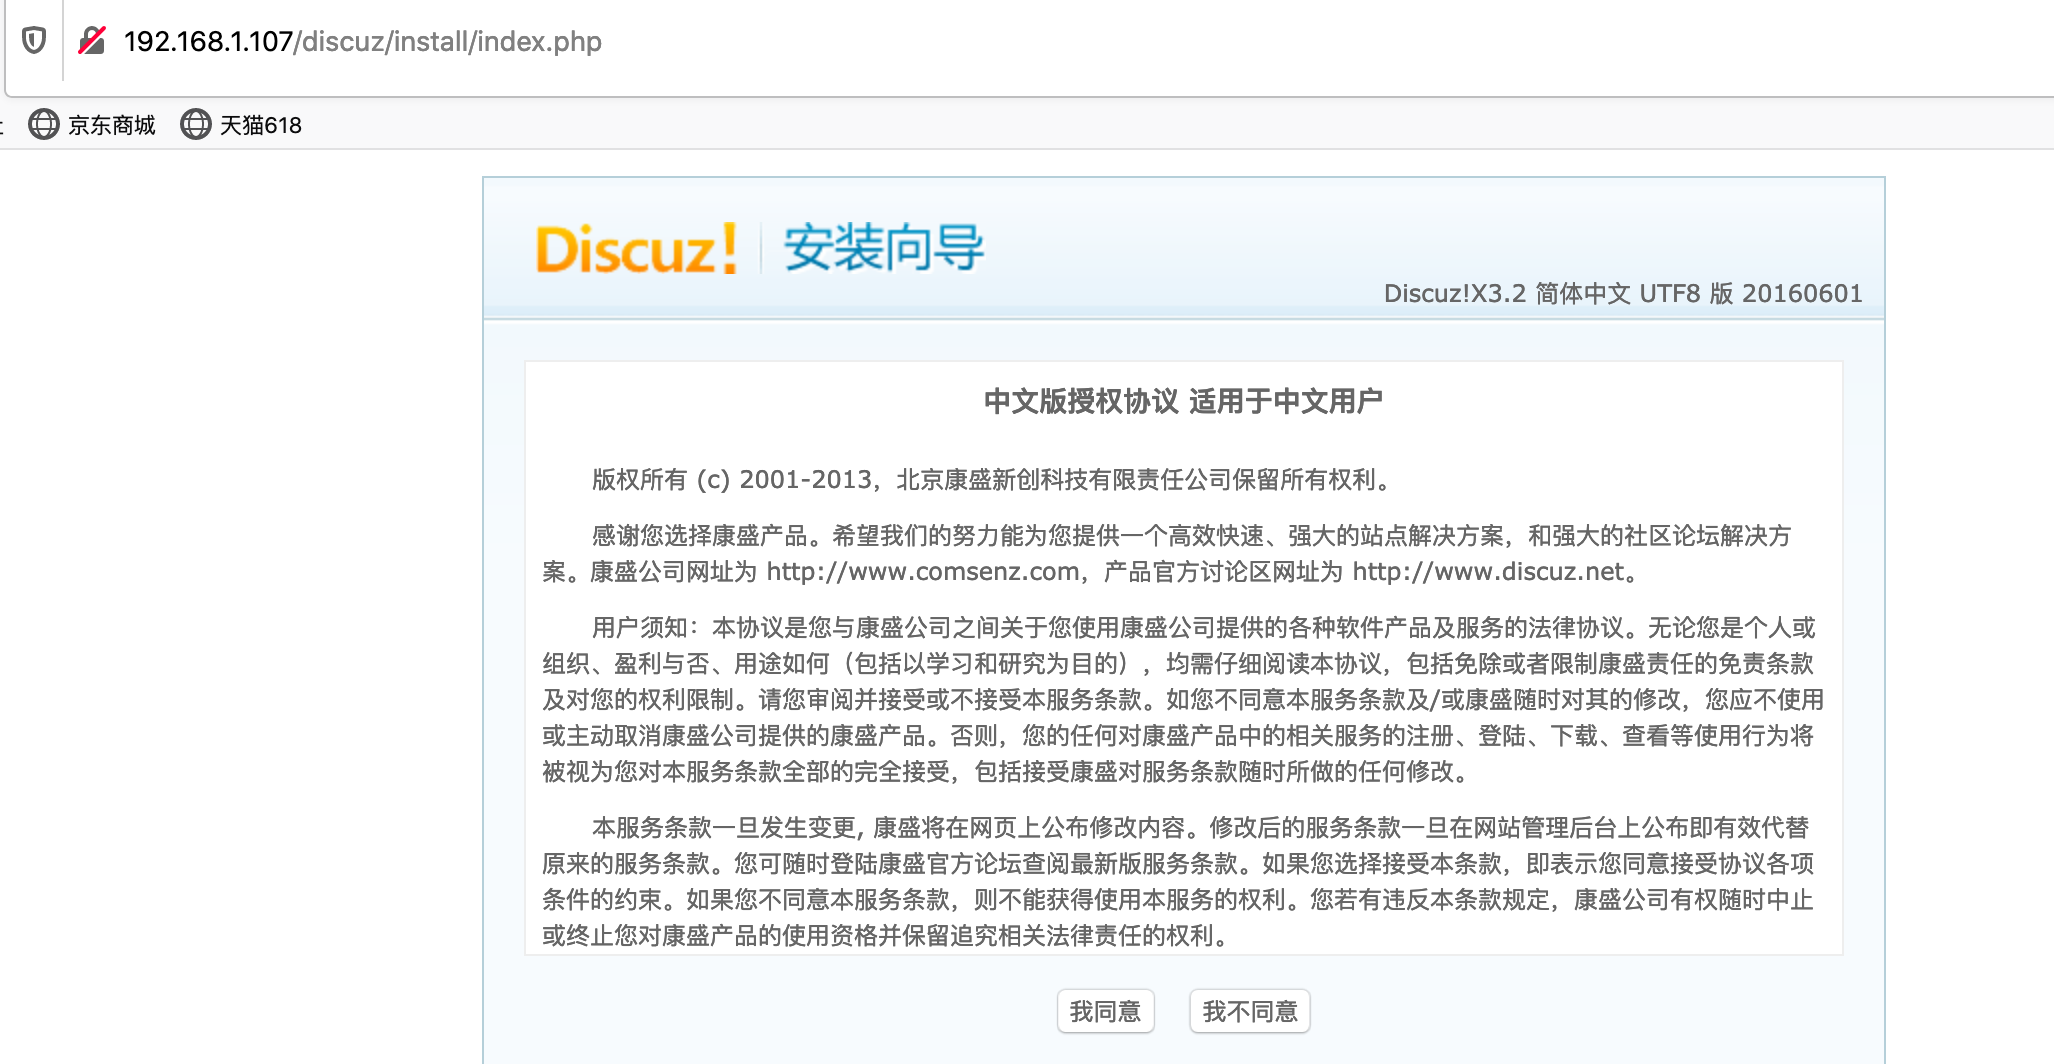 192.168.1.107/discuz/install/index.php
京东商城 天猫618
Discuz! 安装向导
Discuz!X3.2 简体中文 UTF8 版 20160601
中文版授权协议 适用于中文用户
版权所有 (c) 2001-2013，北京康盛新创科技有限责任公司保留所有权利。
感谢您选择康盛产品。希望我们的努力能为您提供一个高效快速、强大的站点解决方案，和强大的社区论坛解决方
案。康盛公司网址为 http://www.comsenz.com，产品官方讨论区网址为 http://www.discuz.net。
用户须知：本协议是您与康盛公司之间关于您使用康盛公司提供的各种软件产品及服务的法律协议。无论您是个人或
组织、盈利与否、用途如何（包括以学习和研究为目的），均需仔细阅读本协议，包括免除或者限制康盛责任的免责条款
及对您的权利限制。请您审阅并接受或不接受本服务条款。如您不同意本服务条款及/或康盛随时对其的修改，您应不使用
或主动取消康盛公司提供的康盛产品。否则，您的任何对康盛产品中的相关服务的注册、登陆、下载、查看等使用行为将
被视为您对本服务条款全部的完全接受，包括接受康盛对服务条款随时所做的任何修改。
本服务条款一旦发生变更, 康盛将在网页上公布修改内容。修改后的服务条款一旦在网站管理后台上公布即有效代替
原来的服务条款。您可随时登陆康盛官方论坛查阅最新版服务条款。如果您选择接受本条款，即表示您同意接受协议各项
条件的约束。如果您不同意本服务条款，则不能获得使用本服务的权利。您若有违反本条款规定，康盛公司有权随时中止
或终止您对康盛产品的使用资格并保留追究相关法律责任的权利。
我同意 我不同意